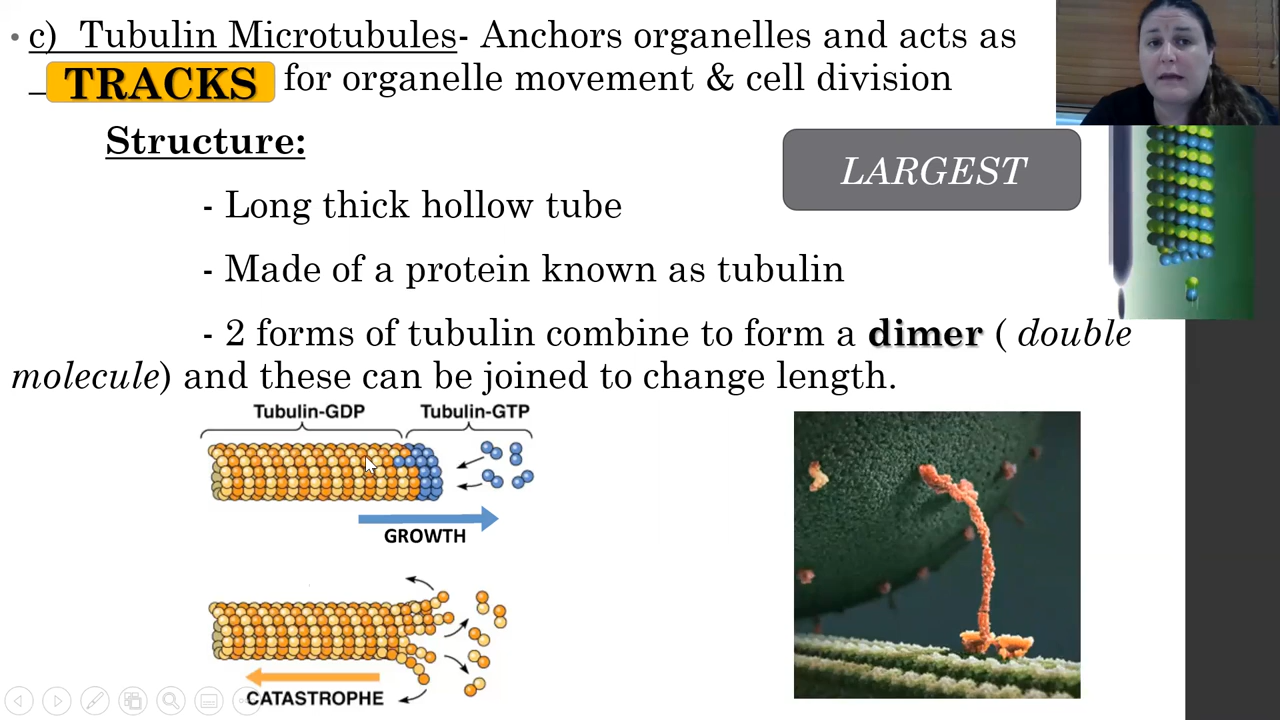 • c) Tubulin Microtubules- Anchors organelles and acts as
_TRACKS for organelle movement & cell division
Structure:
LARGEST
- Long thick hollow tube
- Made of a protein known as tubulin
- 2 forms of tubulin combine to form a dimer ( double
molecule) and these can be joined to change length.
Tubulin-GDP Tubulin-GTP
GROWTH
CATASTROPHE